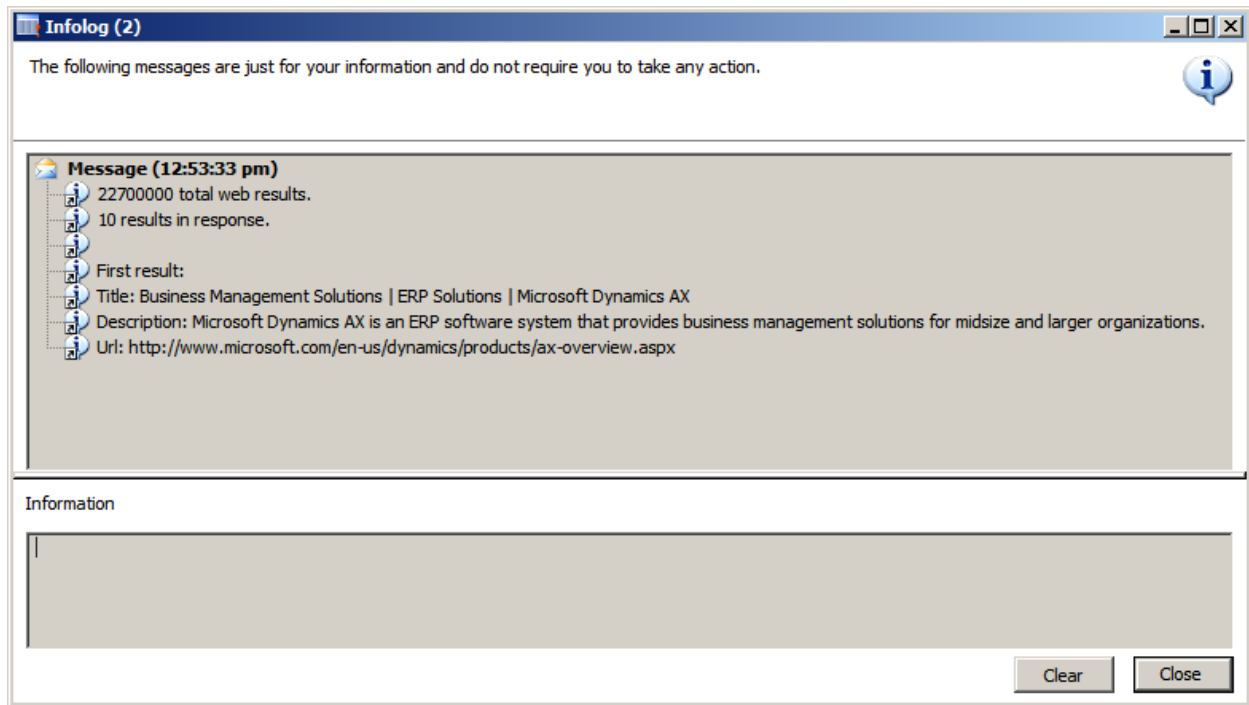 Infolog (2)
The following messages are just for your information and do not require you to take any action.
Message (12:53:33 pm)
22700000 total web results.
10 results in response.
First result:
Title: Business Management Solutions | ERP Solutions | Microsoft Dynamics AX
Description: Microsoft Dynamics AX is an ERP software system that provides business management solutions for midsize and larger organizations.
Url: http://www.microsoft.com/en-us/dynamics/products/ax-overview.aspx
Information
Clear Close